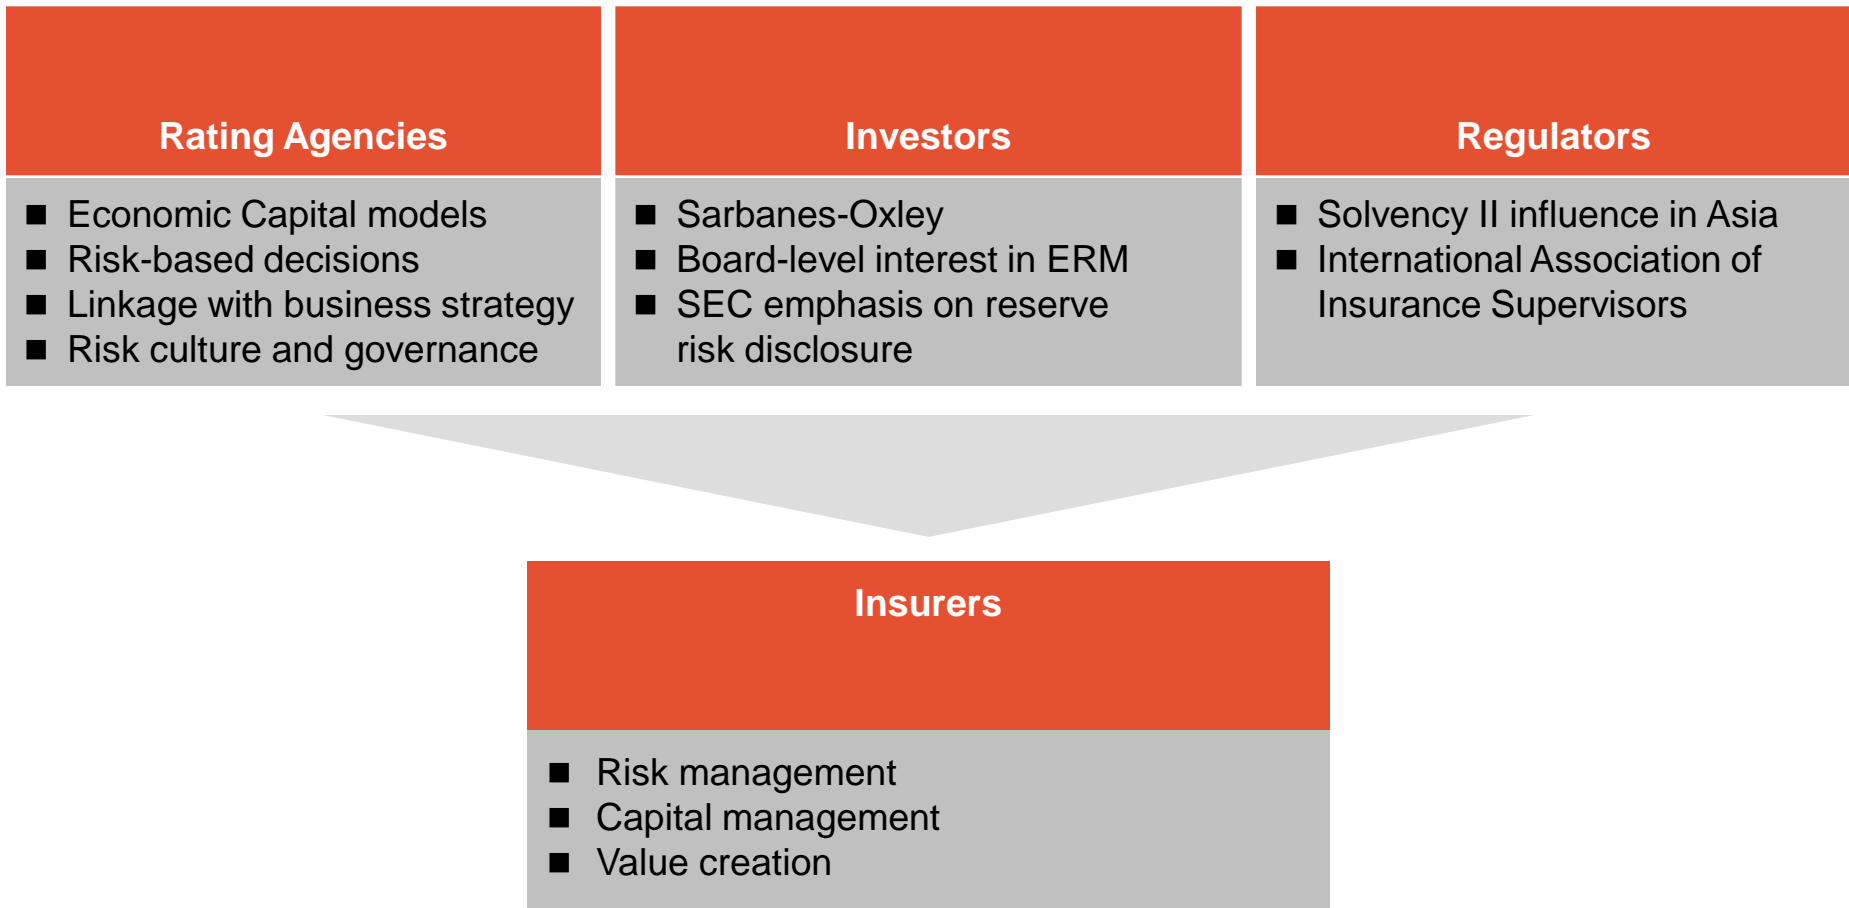 Rating Agencies
■ Economic Capital models
■ Risk-based decisions
■ Linkage with business strategy
■ Risk culture and governance
Investors
■ Sarbanes-Oxley
■ Board-level interest in ERM
■ SEC emphasis on reserve
risk disclosure
Regulators
■ Solvency II influence in Asia
■ International Association of
Insurance Supervisors
Insurers
■ Risk management
■ Capital management
■ Value creation